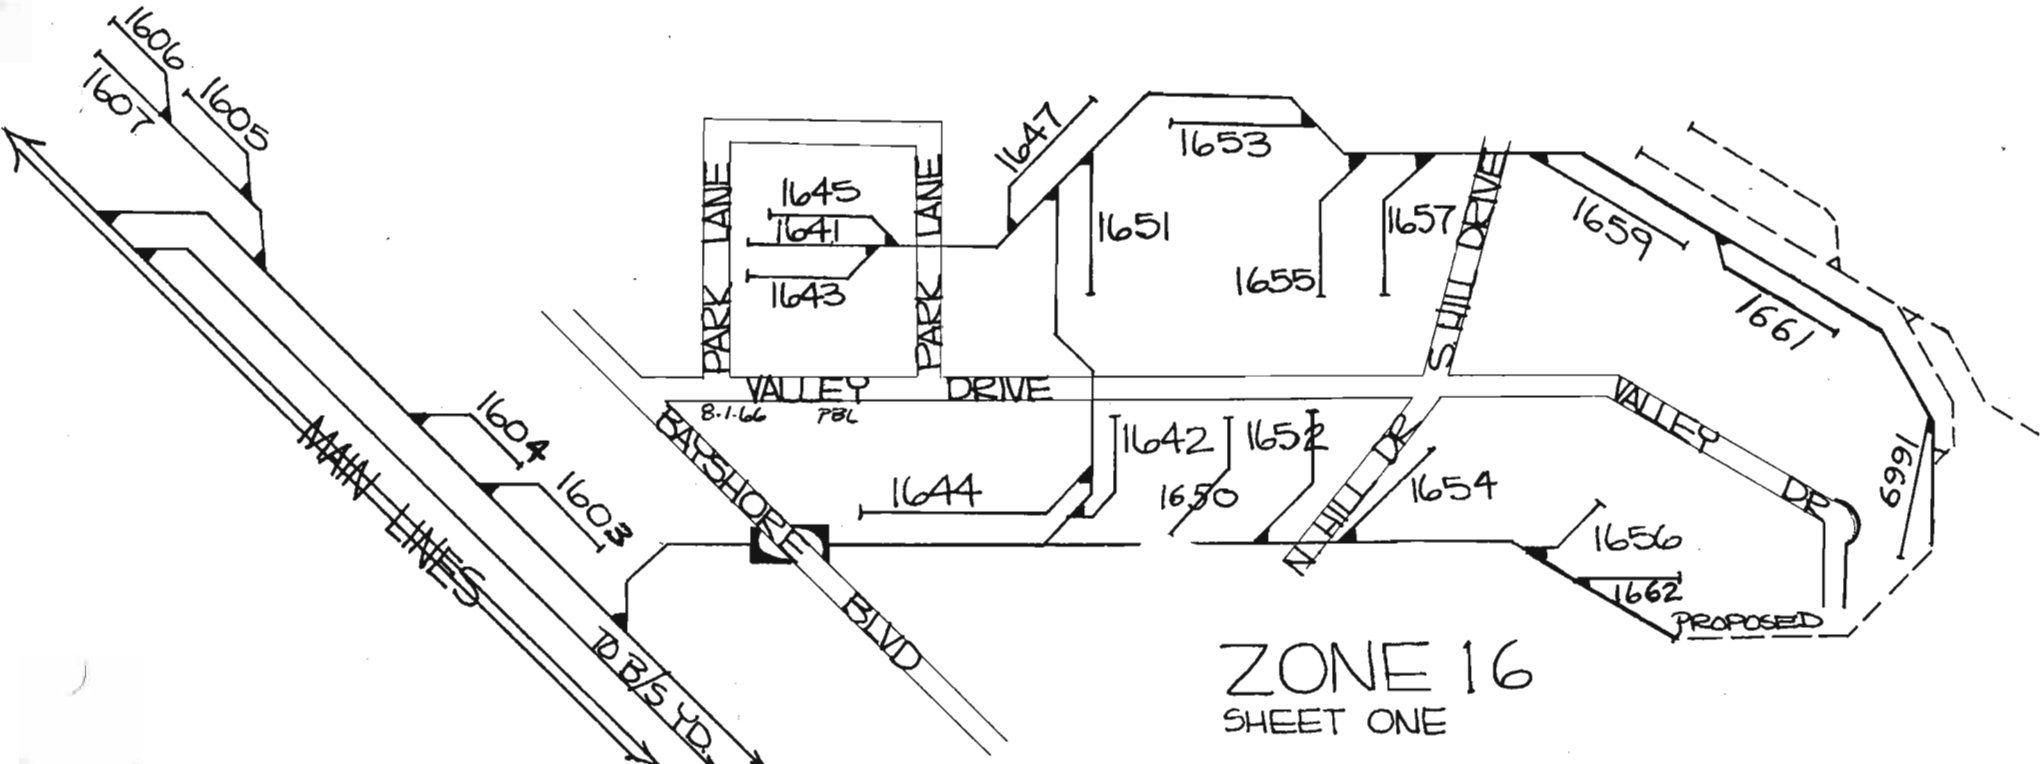 1606
1607
1605
1647
1653
PARK LANE
PARK LANE
1645
1641
1643
1651
1655
1657
S. HILL DRIVE
1659
1661
VALLEY DRIVE
8-1-66 PBL
VALLEY DR
1604
1603
MAIN LINES
BAYSHORE BLVD
1642
1644
1650
1652
N HILL DR
1654
1669
1656
1662
PROPOSED
TO B/S YD.
ZONE 16
SHEET ONE